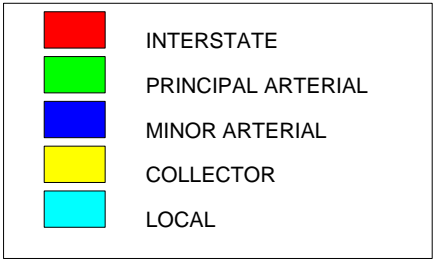 INTERSTATE
PRINCIPAL ARTERIAL
MINOR ARTERIAL
COLLECTOR
LOCAL